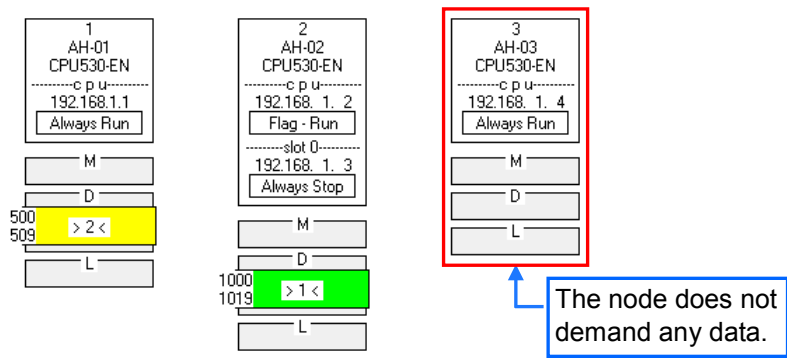 1
AH-01
CPU530-EN
---------c p u---------
192.168.1.1
Always Run
M
D
500
509
> 2 <
L
2
AH-02
CPU530-EN
---------c p u---------
192.168. 1. 2
Flag - Run
--------slot 0--------
192.168. 1. 3
Always Stop
M
D
1000
1019
> 1 <
L
3
AH-03
CPU530-EN
---------c p u---------
192.168. 1. 4
Always Run
M
D
L
The node does not
demand any data.